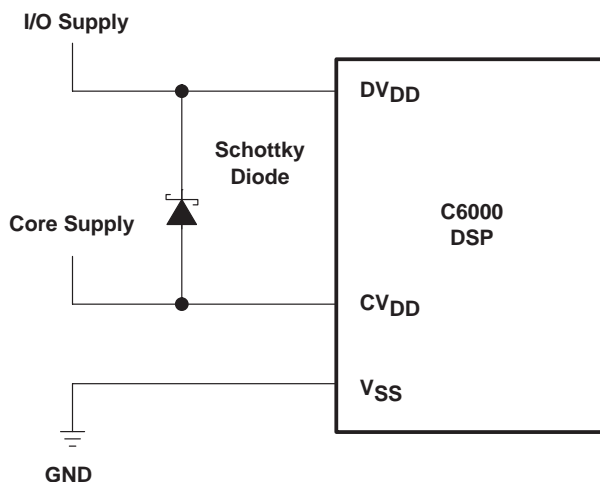 I/O Supply
DVDD
Schottky
Diode
C6000
DSP
Core Supply
CVDD
VSS
GND